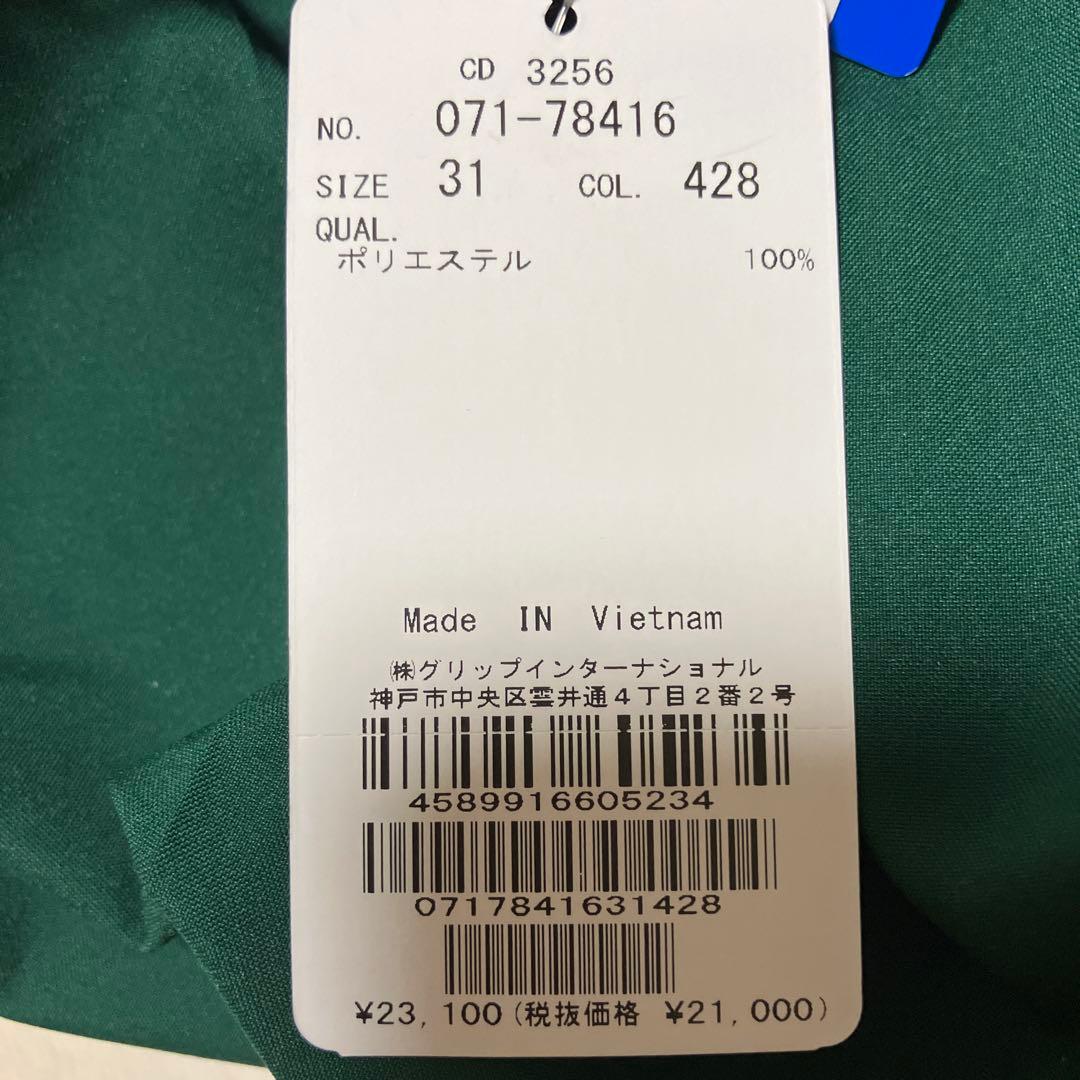 CD 3256
NO. 071-78416
SIZE 31 COL. 428
QUAL.
ポリエステル 100%
Made IN Vietnam
㈱グリップインターナショナル
神戸市中央区雲井通4丁目2番2号
4589916605234
0717841631428
¥23,100(税抜価格 ¥21,000)